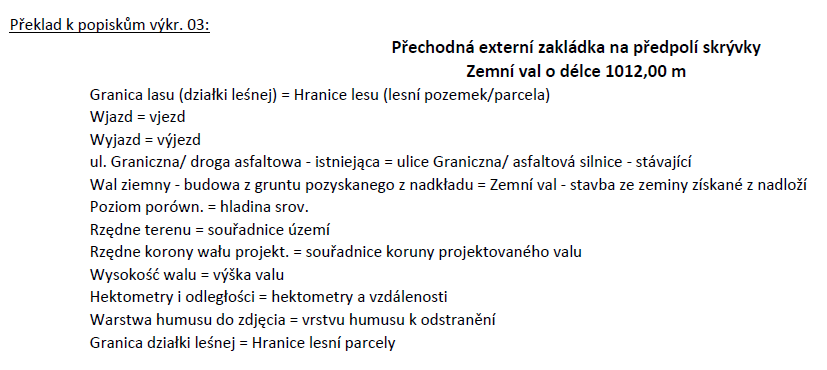 Překlad k popiskům výkr. 03:
Přechodná externí zakládka na předpolí skrývky
Zemní val o délce 1012,00 m
Granica lasu (działki leśnej) = Hranice lesu (lesní pozemek/parcela)
Wjazd = vjezd
Wyjazd = výjezd
ul. Graniczna/ droga asfaltowa - istniejąca = ulice Graniczna/ asfaltová silnice - stávající
Wal ziemny - budowa z gruntu pozyskanego z nadkładu = Zemní val - stavba ze zeminy získané z nadloží
Poziom porówn. = hladina srov.
Rzędne terenu = souřadnice území
Rzędne korony wału projekt. = souřadnice koruny projektovaného valu
Wysokość walu = výška valu
Hektometry i odległości = hektometry a vzdálenosti
Warstwa humusu do zdjęcia = vrstvu humusu k odstranění
Granica działki leśnej = Hranice lesní parcely